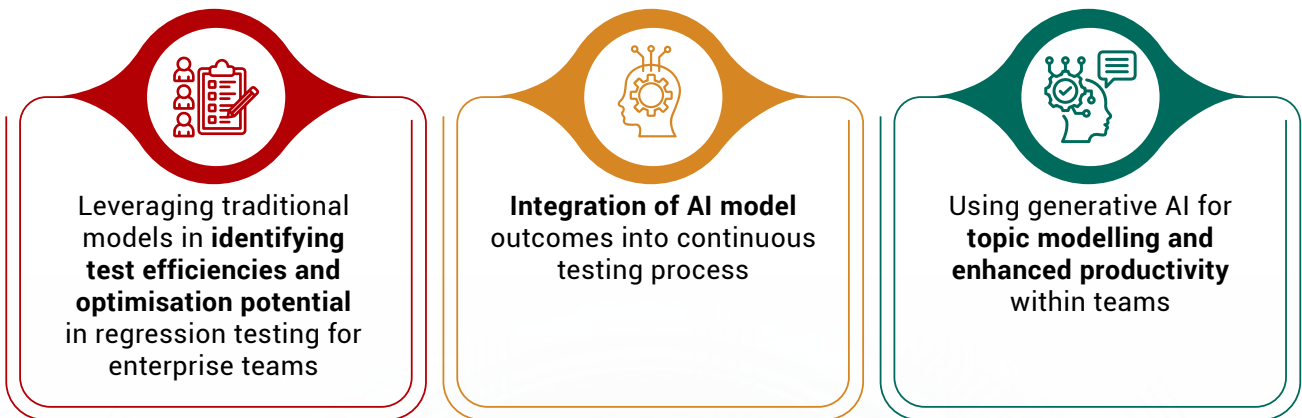 Leveraging traditional
models in identifying
test efficiencies and
optimisation potential
in regression testing for
enterprise teams
Integration of AI model
outcomes into continuous
testing process
Using generative AI for
topic modelling and
enhanced productivity
within teams